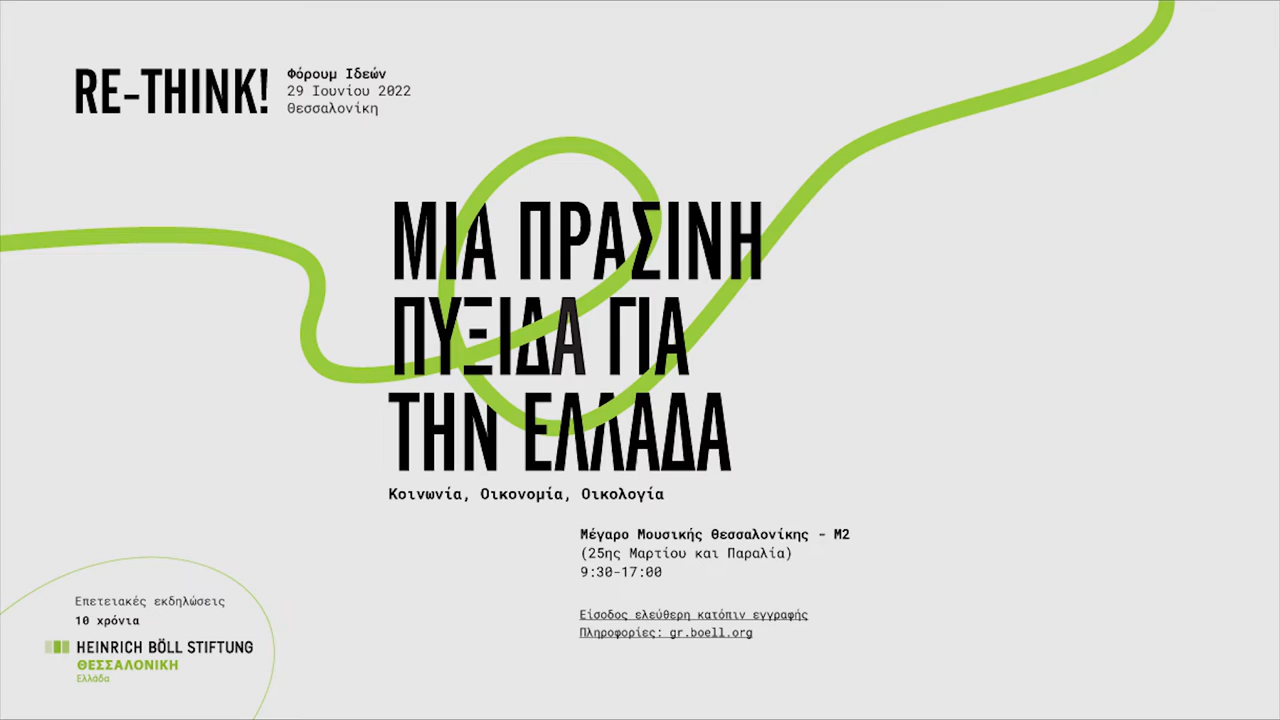 RE-THINK!
Φόρουμ Ιδεών
29 Ιουνίου 2022
Θεσσαλονίκη
ΜΙΑ ΠΡΑΣΙΝΗ
ΠΥΞΙΔΑ ΓΙΑ
ΤΗΝ ΕΛΛΑΔΑ
Κοινωνία, Οικονομία, Οικολογία
Μέγαρο Μουσικής Θεσσαλονίκης - Μ2
(25ης Μαρτίου και Παραλία)
9:30-17:00
Είσοδος ελεύθερη κατόπιν εγγραφής
Πληροφορίες: gr.boell.org
Επετειακές εκδηλώσεις
10 χρόνια
HEINRICH BÖLL STIFTUNG
ΘΕΣΣΑΛΟΝΙΚΗ
Ελλάδα